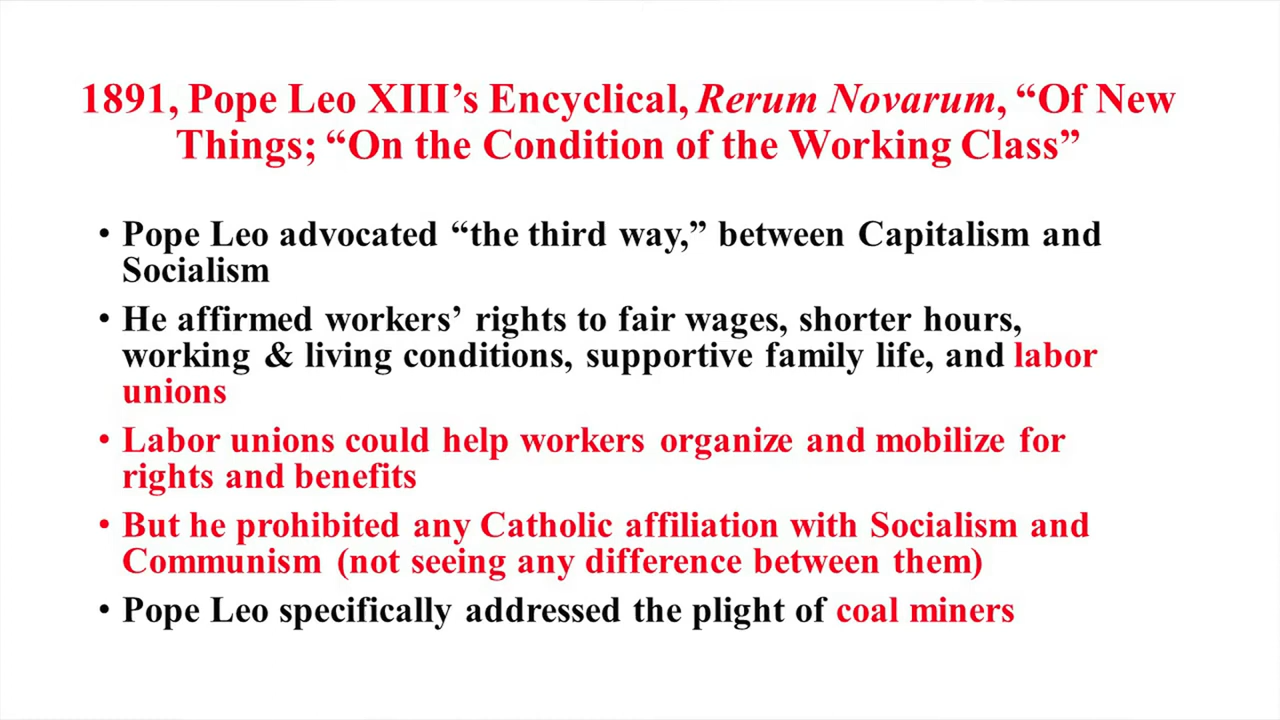 1891, Pope Leo XIII’s Encyclical, Rerum Novarum, “Of New
Things; “On the Condition of the Working Class”
• Pope Leo advocated “the third way,” between Capitalism and
Socialism
• He affirmed workers’ rights to fair wages, shorter hours,
working & living conditions, supportive family life, and labor
unions
• Labor unions could help workers organize and mobilize for
rights and benefits
• But he prohibited any Catholic affiliation with Socialism and
Communism (not seeing any difference between them)
• Pope Leo specifically addressed the plight of coal miners